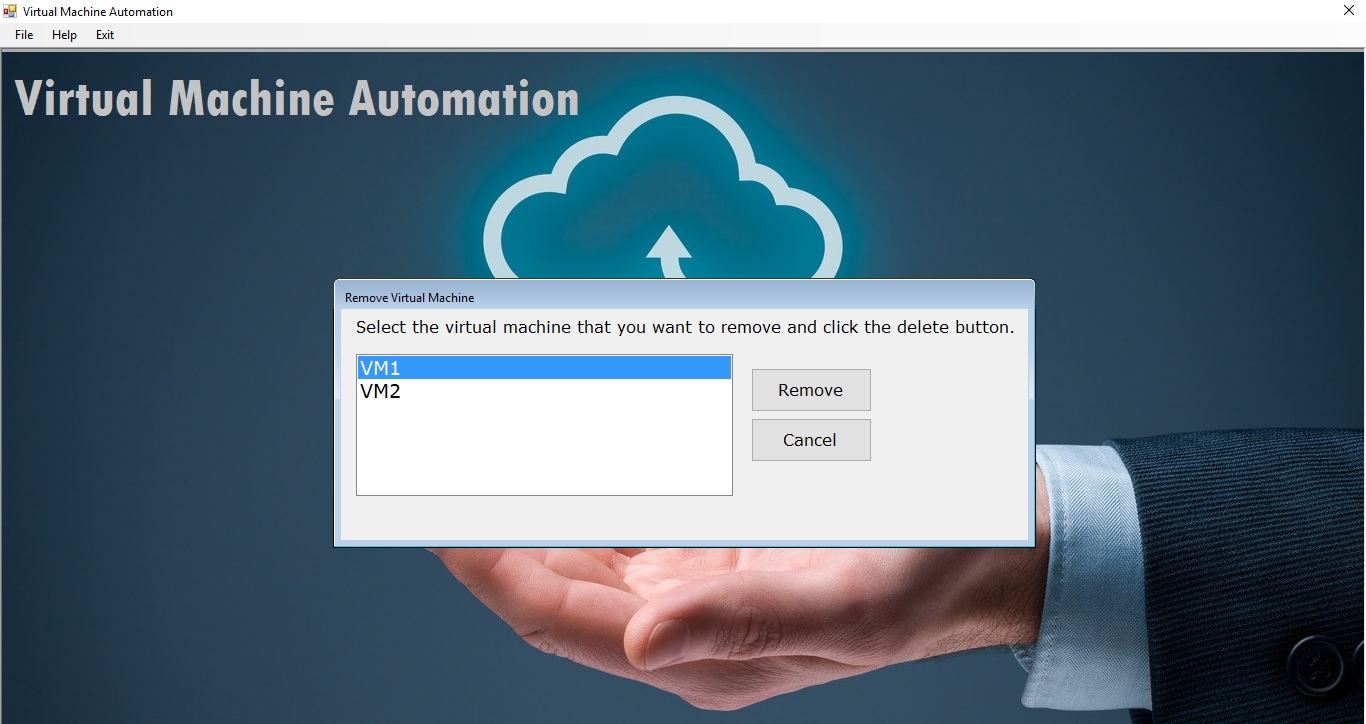 Virtual Machine Automation
File Help Exit
Virtual Machine Automation
Remove Virtual Machine
Select the virtual machine that you want to remove and click the delete button.
VM1
VM2
Remove
Cancel